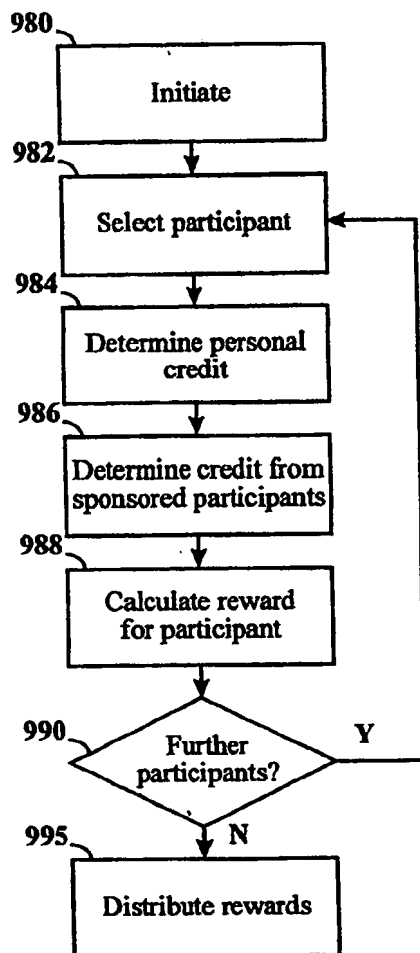 980
Initiate
982
Select participant
984
Determine personal
credit
986
Determine credit from
sponsored participants
988
Calculate reward
for participant
990
Further
participants?
Y
N
995
Distribute rewards